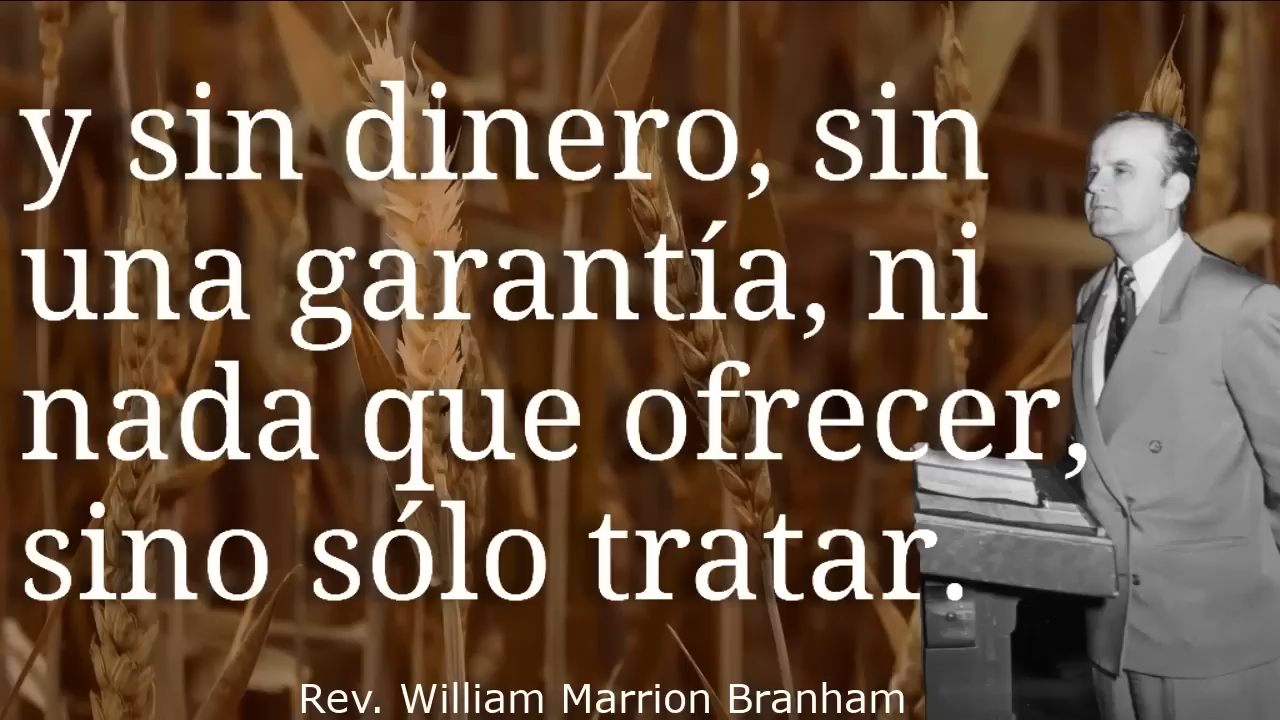 y sin dinero, sin
una garantía, ni
nada que ofrecer,
sino sólo tratar.
Rev. William Marrion Branham